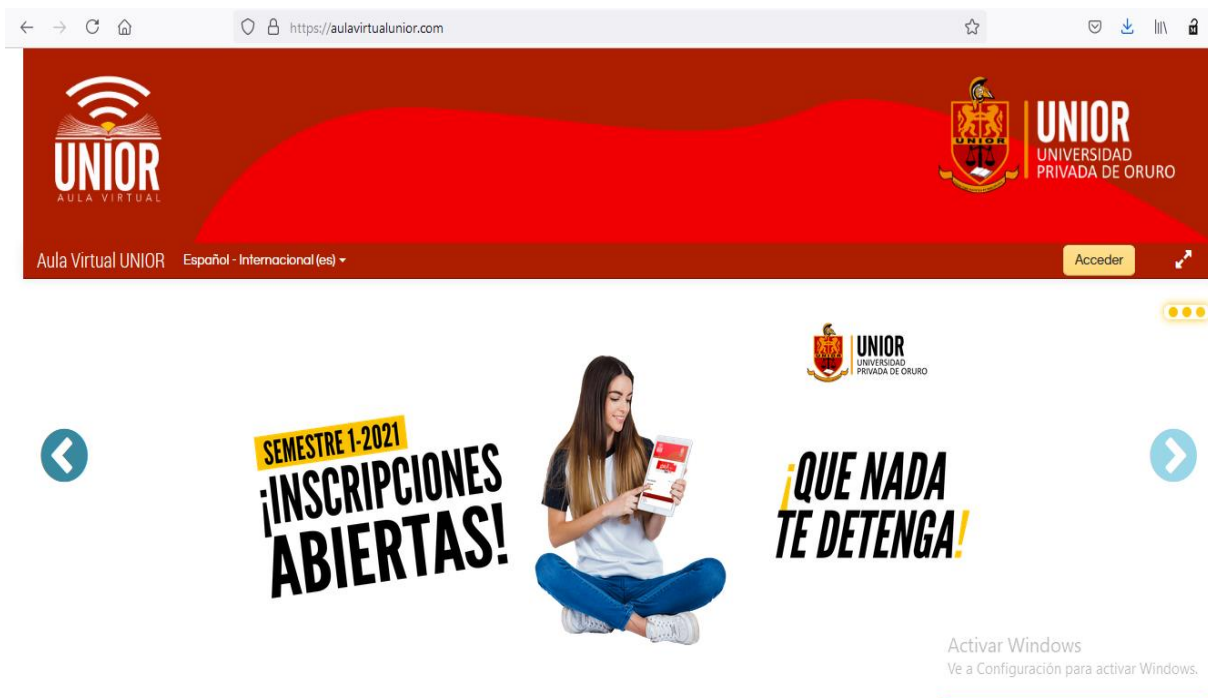 https://aulavirtualunior.com
UNIOR
AULA VIRTUAL
UNIOR
UNIOR
UNIVERSIDAD
PRIVADA DE ORURO
Aula Virtual UNIOR
Español - Internacional (es)
Acceder
UNIOR
UNIVERSIDAD
PRIVADA DE ORURO
SEMESTRE 1-2021
¡INSCRIPCIONES
ABIERTAS!
¡QUE NADA
TE DETENGA!
Activar Windows
Ve a Configuración para activar Windows.